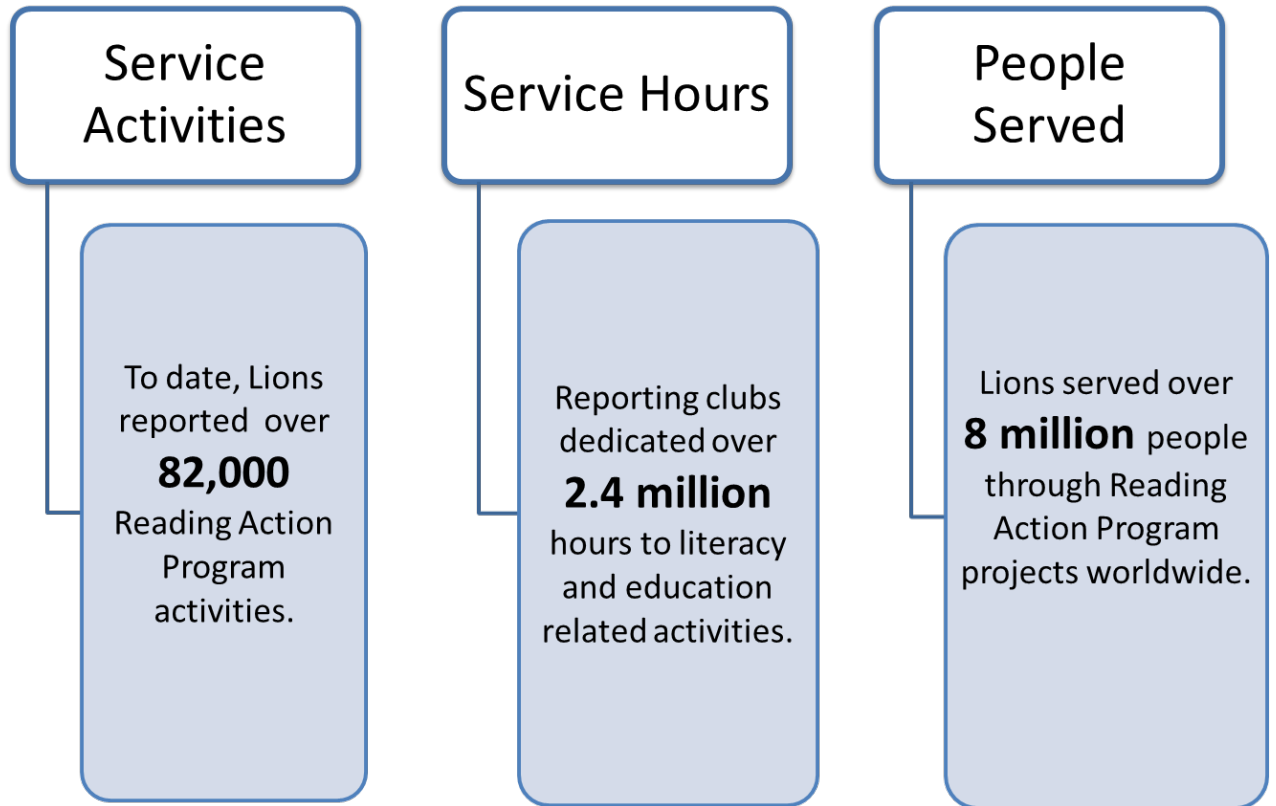 Service
Activities
To date, Lions
reported over
82,000
Reading Action
Program
activities.
Service Hours
Reporting clubs
dedicated over
2.4 million
hours to literacy
and education
related activities.
People
Served
Lions served over
8 million people
through Reading
Action Program
projects worldwide.